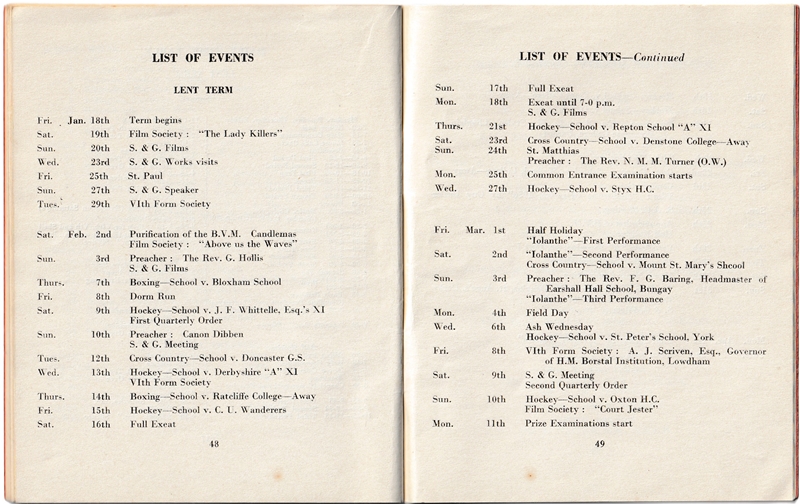 LIST OF EVENTS
LENT TERM
Fri. Jan. 18th Term begins
Sat. 19th Film Society : "The Lady Killers"
Sun. 20th S. & G. Films
Wed. 23rd S. & G. Works visits
Fri. 25th St. Paul
Sun. 27th S. & G. Speaker
Tues. 29th VIth Form Society
Sat. Feb. 2nd Purification of the B.V.M. Candlemas
Film Society : "Above us the Waves"
Sun. 3rd Preacher : The Rev. G. Hollis
S. & G. Films
Thurs. 7th Boxing—School v. Bloxham School
Fri. 8th Dorm Run
Sat. 9th Hockey—School v. J. F. Whittelle, Esq.'s XI
First Quarterly Order
Sun. 10th Preacher : Canon Dibben
S. & G. Meeting
Tues. 12th Cross Country—School v. Doncaster G.S.
Wed. 13th Hockey—School v. Derbyshire "A" XI
VIth Form Society
Thurs. 14th Boxing—School v. Ratcliffe College—Away
Fri. 15th Hockey—School v. C. U. Wanderers
Sat. 16th Full Exeat
48
LIST OF EVENTS—Continued
Sun. 17th Full Exeat
Mon. 18th Exeat until 7-0 p.m.
S. & G. Films
Thurs. 21st Hockey—School v. Repton School "A" XI
Sat. 23rd Cross Country—School v. Denstone College—Away
Sun. 24th St. Matthias
Preacher : The Rev. N. M. M. Turner (O.W.)
Mon. 25th Common Entrance Examination starts
Wed. 27th Hockey—School v. Styx H.C.
Fri. Mar. 1st Half Holiday
"Iolanthe"—First Performance
Sat. 2nd "Iolanthe"—Second Performance
Cross Country—School v. Mount St. Mary's Shcool
Sun. 3rd Preacher : The Rev. F. G. Baring, Headmaster of
Earshall Hall School, Bungay
"Iolanthe"—Third Performance
Mon. 4th Field Day
Wed. 6th Ash Wednesday
Hockey—School v. St. Peter's School, York
Fri. 8th VIth Form Society : A. J. Scriven, Esq., Governor
of H.M. Borstal Institution, Lowdham
Sat. 9th S. & G. Meeting
Second Quarterly Order
Sun. 10th Hockey—School v. Oxton H.C.
Film Society : "Court Jester"
Mon. 11th Prize Examinations start
49